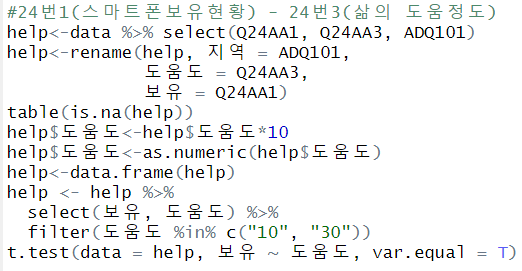 #24번1(스마트폰보유현황) - 24번3(삶의 도움정도)
help<-data %>% select(Q24AA1, Q24AA3, ADQ101)
help<-rename(help, 지역 = ADQ101,
             도움도 = Q24AA3,
             보유 = Q24AA1)
table(is.na(help))
help$도움도<-help$도움도*10
help$도움도<-as.numeric(help$도움도)
help<-data.frame(help)
help <- help %>%
  select(보유, 도움도) %>%
  filter(도움도 %in% c("10", "30"))
t.test(data = help, 보유 ~ 도움도, var.equal = T)